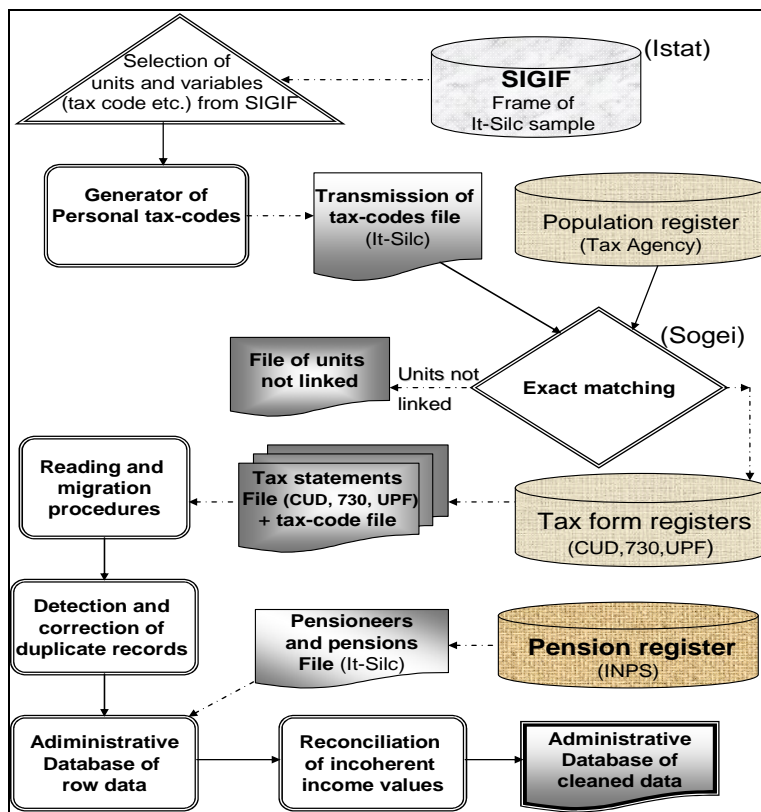 Selection of
units and variables
(tax code etc.) from SIGIF
(Istat)
SIGIF
Frame of
It-Silc sample
Generator of
Personal tax-codes
Transmission of
tax-codes file
(It-Silc)
Population register
(Tax Agency)
(Sogei)
File of units
not linked
Units not
linked
Exact matching
Reading and
migration
procedures
Tax statements
File (CUD, 730, UPF)
+ tax-code file
Tax form registers
(CUD,730,UPF)
Detection and
correction of
duplicate records
Pensioneers
and pensions
File (It-Silc)
Pension register
(INPS)
Adiministrative
Database of
row data
Reconciliation
of incoherent
income values
Administrative
Database of
cleaned data